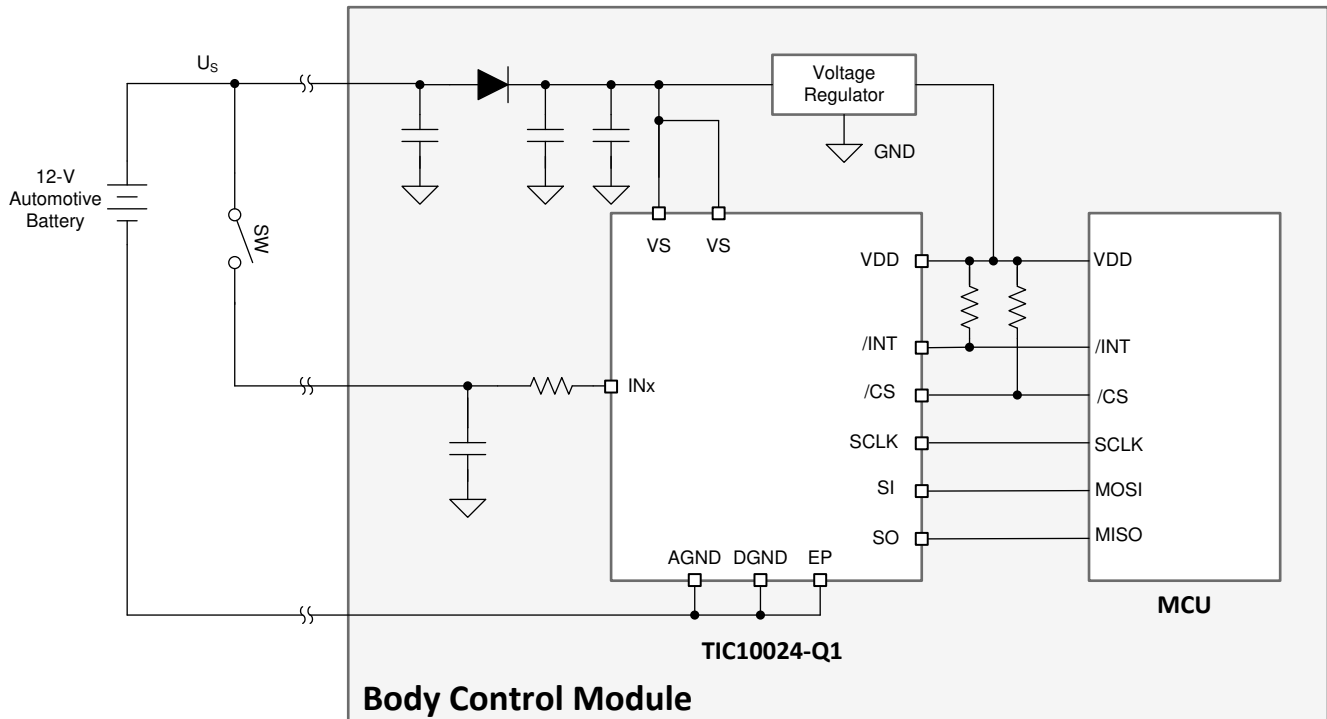 U_S
Voltage
Regulator
GND
12-V
Automotive
Battery
SW
VS
VS
VDD
VDD
/INT
/INT
INx
/CS
/CS
SCLK
SCLK
SI
MOSI
SO
MISO
AGND
DGND
EP
MCU
TIC10024-Q1
Body Control Module